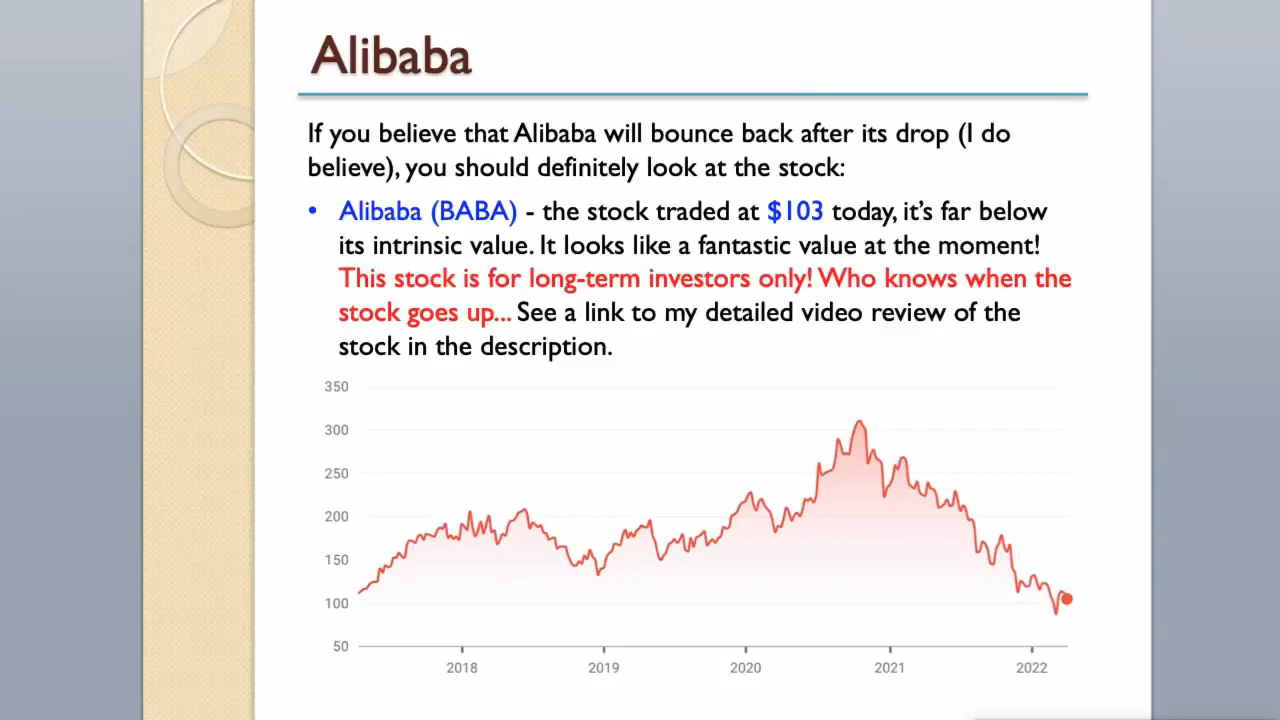 Alibaba
If you believe that Alibaba will bounce back after its drop (I do
believe), you should definitely look at the stock:
• Alibaba (BABA) - the stock traded at $103 today, it's far below
its intrinsic value. It looks like a fantastic value at the moment!
This stock is for long-term investors only! Who knows when the
stock goes up... See a link to my detailed video review of the
stock in the description.
350
300
250
200
150
100
50
2018 2019 2020 2021 2022